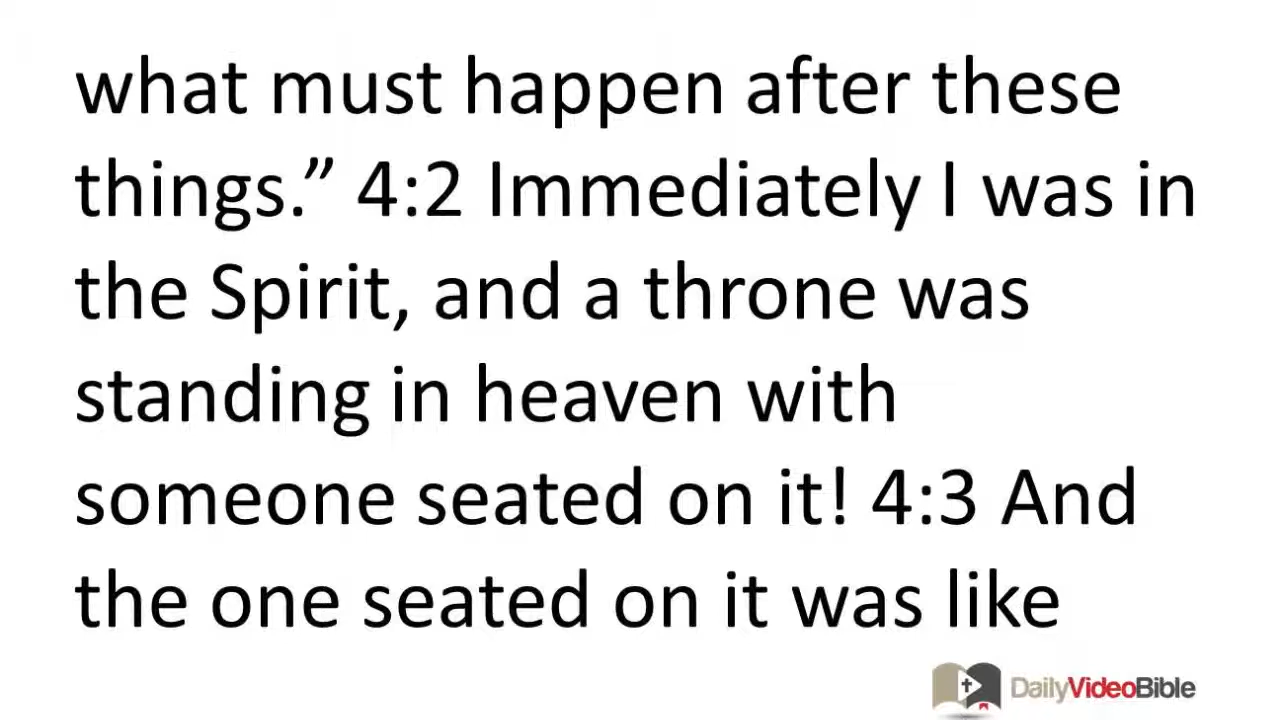 what must happen after these
things.” 4:2 Immediately I was in
the Spirit, and a throne was
standing in heaven with
someone seated on it! 4:3 And
the one seated on it was like
DailyVideoBible